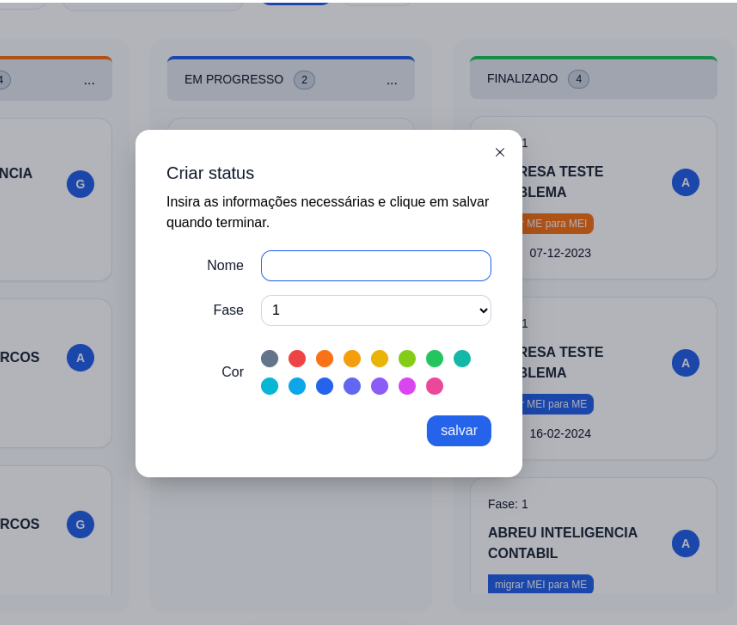 4
...
EM PROGRESSO 2
...
FINALIZADO 4
NCIA
G
1
RESA TESTE
BLEMA
A
ME para MEI
07-12-2023
Criar status
Insira as informações necessárias e clique em salvar
quando terminar.
Nome
Fase 1
Cor
salvar
RCOS
A
1
RESA TESTE
BLEMA
A
MEI para ME
16-02-2024
RCOS
G
Fase: 1
ABREU INTELIGENCIA
CONTABIL
A
migrar MEI para ME